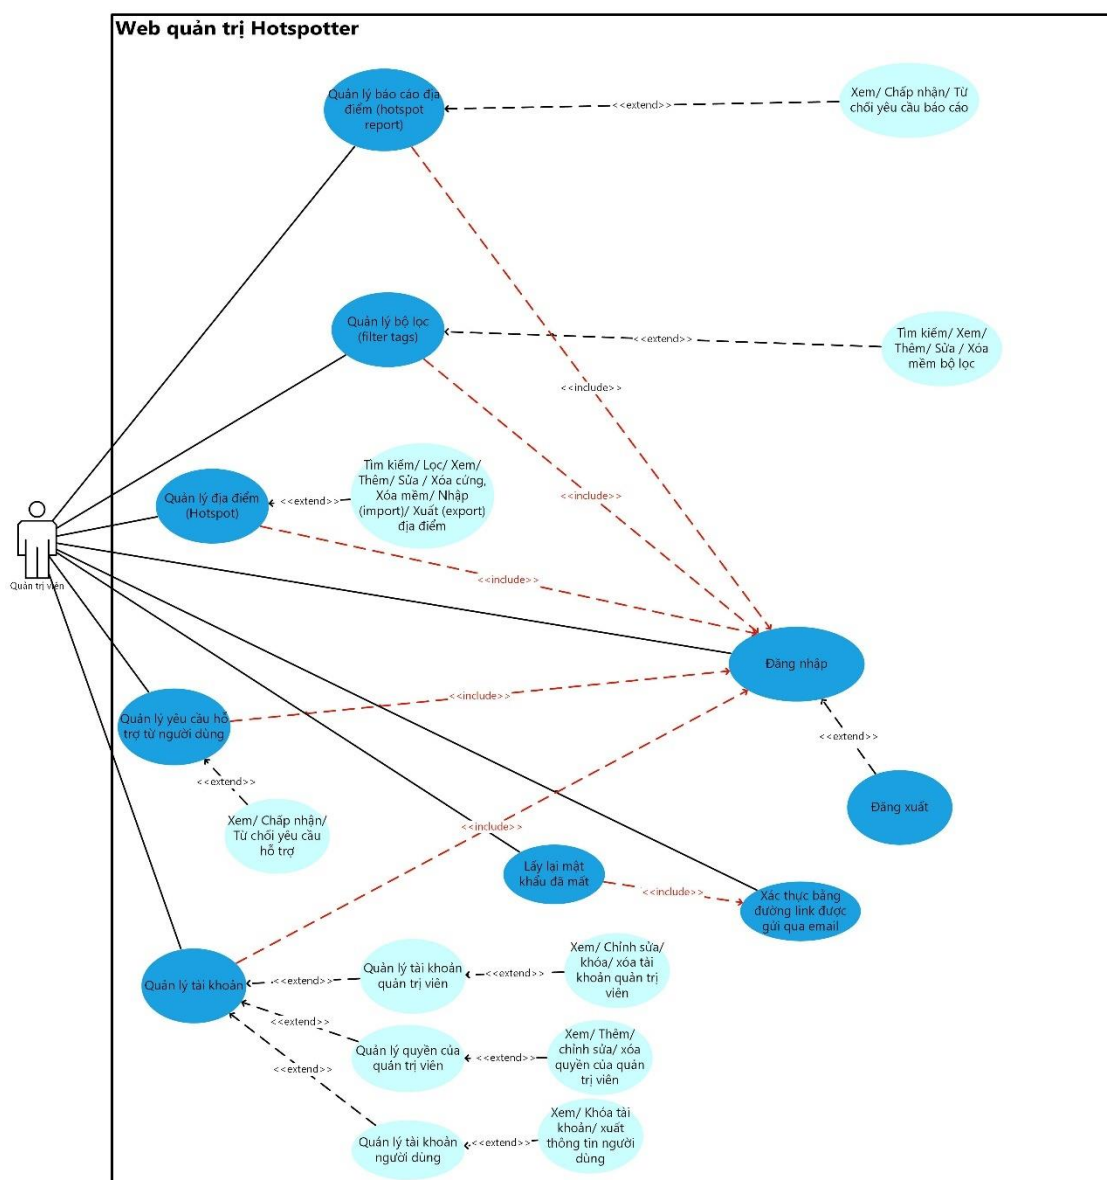 Web quản trị Hotspotter
Quản lý báo cáo địa
điểm (hotspot
report)
<<extend>>
Xem/ Chấp nhận/ Từ
chối yêu cầu báo cáo
Quản lý bộ lọc
(filter tags)
<<extend>>
Tìm kiếm/ Xem/
Thêm/ Sửa / Xóa
mềm bộ lọc
<<include>>
Quản lý địa điểm
(Hotspot)
<<extend>>
Tìm kiếm/ Lọc/ Xem/
Thêm/ Sửa / Xóa cứng,
Xóa mềm/ Nhập
(import)/ Xuất (export)
địa điểm
<<include>>
<<include>>
Quản trị viên
Đăng nhập
<<include>>
Quản lý yêu cầu hỗ
trợ từ người dùng
<<extend>>
<<extend>>
Xem/ Chấp nhận/
Từ chối yêu cầu
hỗ trợ
Đăng xuất
<<include>>
Lấy lại mật
khẩu đã mất
<<include>>
Xác thực bằng
đường link được
gửi qua email
Quản lý tài khoản
<<extend>>
Quản lý tài khoản
quản trị viên
<<extend>>
Xem/ Chỉnh sửa/
khóa/ xóa tài
khoản quản trị
viên
<<extend>>
Quản lý quyền của
quản trị viên
<<extend>>
Xem/ Thêm/
chỉnh sửa/ xóa
quyền của quản
trị viên
<<extend>>
Quản lý tài khoản
người dùng
<<extend>>
Xem/ Khóa tài
khoản/ xuất
thông tin người
dùng